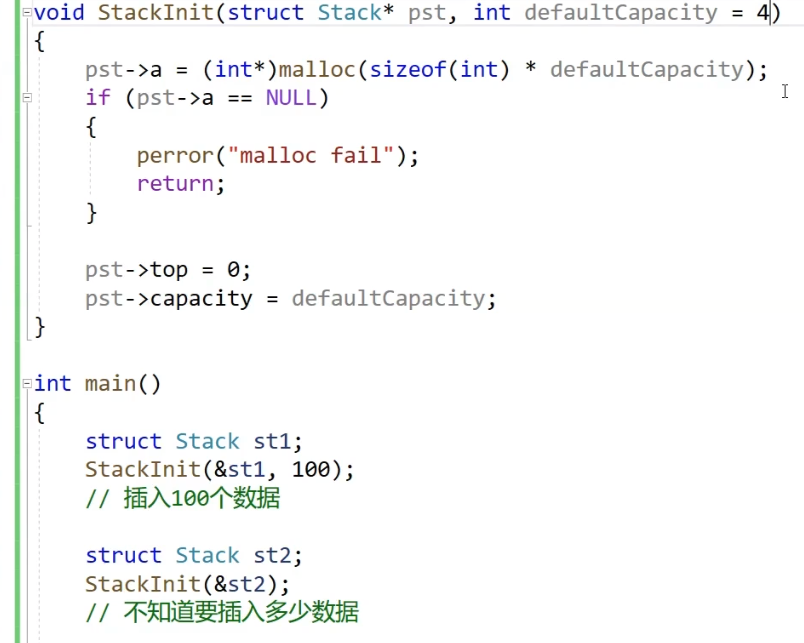 void StackInit(struct Stack* pst, int defaultCapacity = 4)
{
    pst->a = (int*)malloc(sizeof(int) * defaultCapacity);
    if (pst->a == NULL)
    {
        perror("malloc fail");
        return;
    }

    pst->top = 0;
    pst->capacity = defaultCapacity;
}

int main()
{
    struct Stack st1;
    StackInit(&st1, 100);
    // 插入100个数据

    struct Stack st2;
    StackInit(&st2);
    // 不知道要插入多少数据